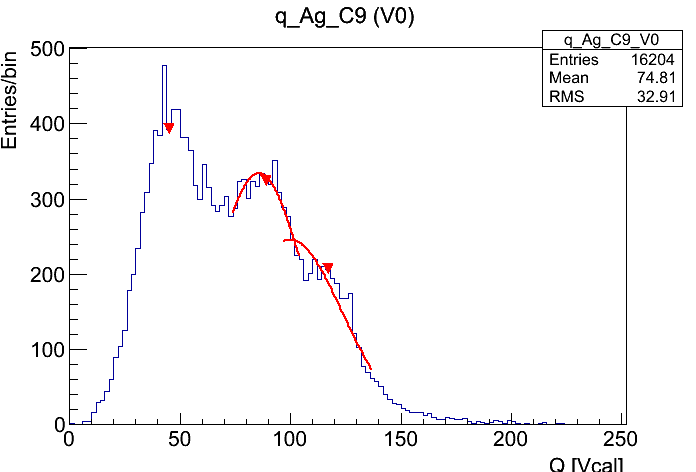 q_Ag_C9 (V0)
q_Ag_C9_V0
Entries 16204
Mean 74.81
RMS 32.91
Entries/bin
500
400
300
200
100
0
0 50 100 150 200 250
Q [Vcal]